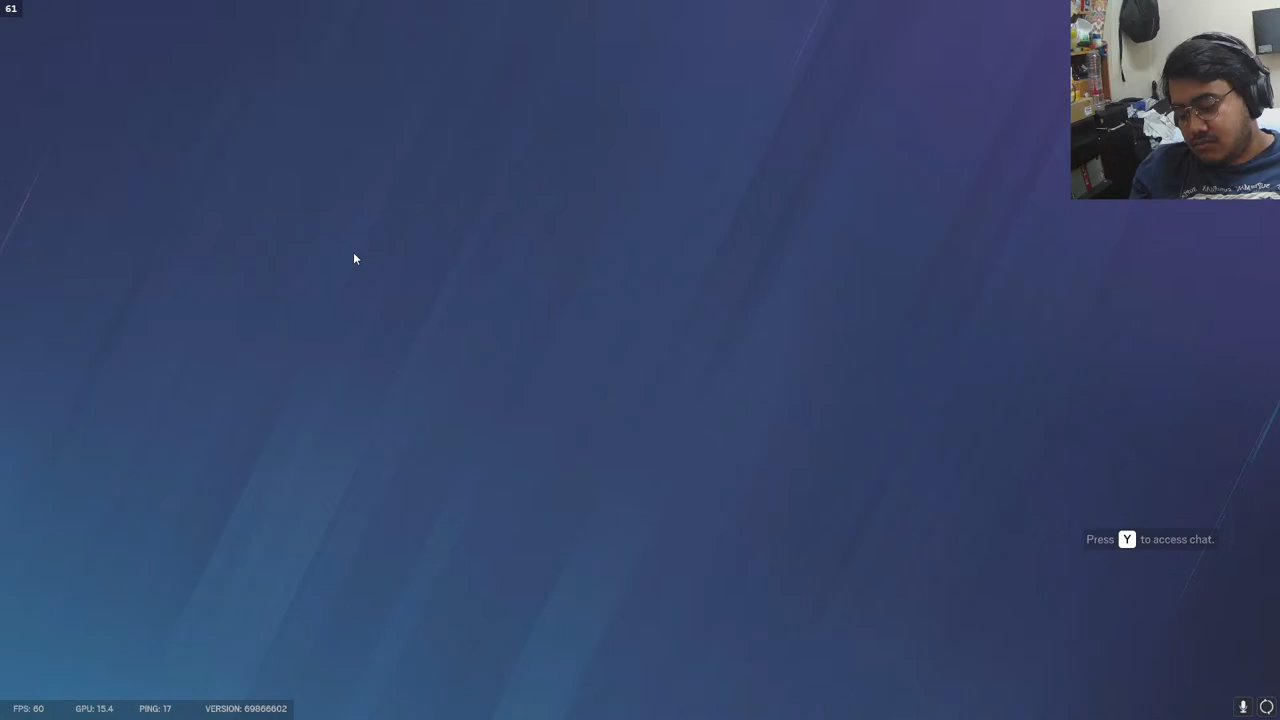 61
Press Y to access chat.
FPS: 60 GPU: 15.4 PING: 17 VERSION: 69866602